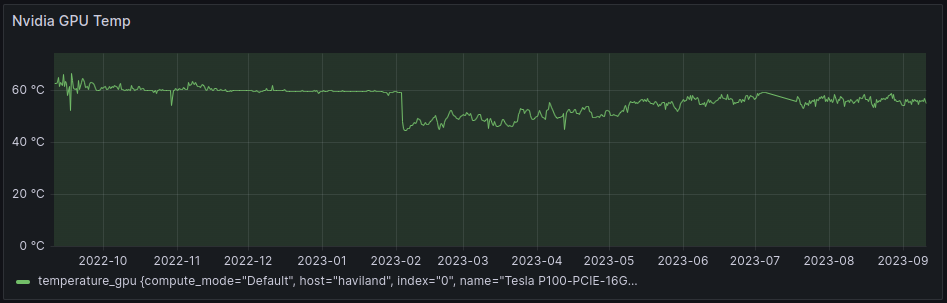 Nvidia GPU Temp
60 °C
40 °C
20 °C
0 °C
2022-10 2022-11 2022-12 2023-01 2023-02 2023-03 2023-04 2023-05 2023-06 2023-07 2023-08 2023-09
temperature_gpu {compute_mode="Default", host="haviland", index="0", name="Tesla P100-PCIE-16G...